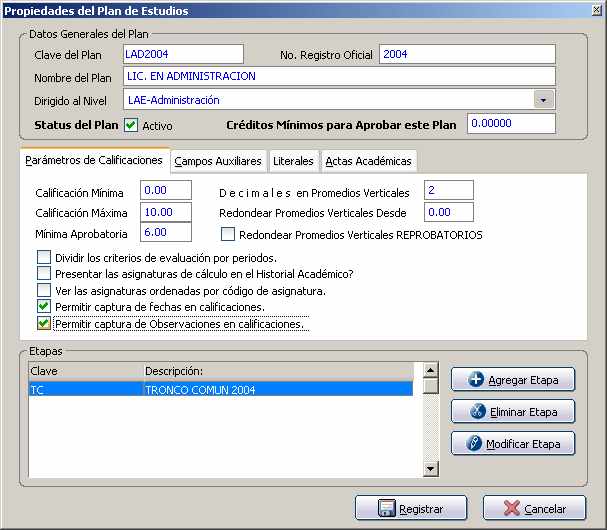 Propiedades del Plan de Estudios
Datos Generales del Plan
Clave del Plan LAD2004 No. Registro Oficial 2004
Nombre del Plan LIC. EN ADMINISTRACION
Dirigido al Nivel LAE-Administración
Status del Plan Activo Créditos Mínimos para Aprobar este Plan 0.00000
Parámetros de Calificaciones Campos Auxiliares Literales Actas Académicas
Calificación Mínima 0.00 D e c i m a l e s en Promedios Verticales 2
Calificación Máxima 10.00 Redondear Promedios Verticales Desde 0.00
Mínima Aprobatoria 6.00 Redondear Promedios Verticales REPROBATORIOS
Dividir los criterios de evaluación por periodos.
Presentar las asignaturas de cálculo en el Historial Académico?
Ver las asignaturas ordenadas por código de asignatura.
Permitir captura de fechas en calificaciones.
Permitir captura de Observaciones en calificaciones.
Etapas
Clave Descripción:
TC TRONCO COMUN 2004
Agregar Etapa
Eliminar Etapa
Modificar Etapa
Registrar Cancelar